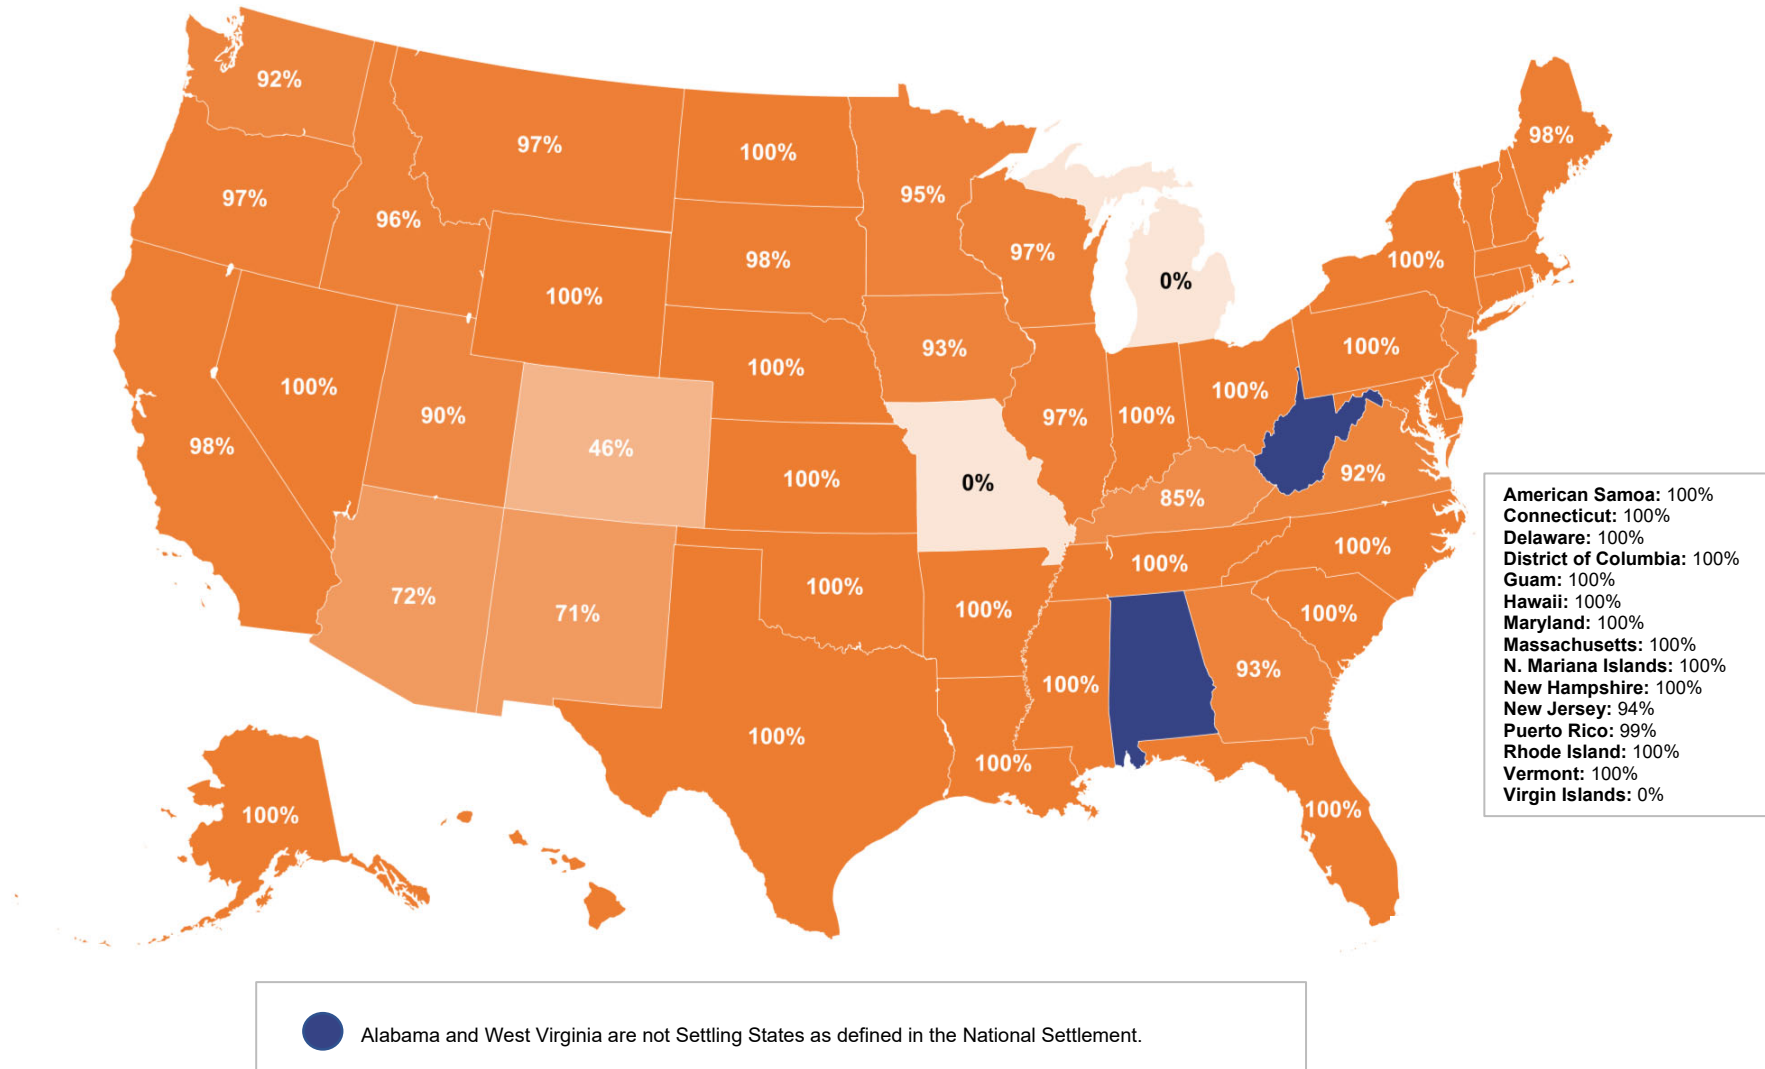 92%
97%
100%
98%
97%
95%
96%
97%
98%
100%
0%
100%
93%
100%
100%
100%
90%
100%
97%
100%
98%
46%
100%
0%
85%
92%
100%
100%
72%
71%
100%
100%
100%
100%
93%
100%
100%
100%
100%
100%
American Samoa: 100%
Connecticut: 100%
Delaware: 100%
District of Columbia: 100%
Guam: 100%
Hawaii: 100%
Maryland: 100%
Massachusetts: 100%
N. Mariana Islands: 100%
New Hampshire: 100%
New Jersey: 94%
Puerto Rico: 99%
Rhode Island: 100%
Vermont: 100%
Virgin Islands: 0%
Alabama and West Virginia are not Settling States as defined in the National Settlement.